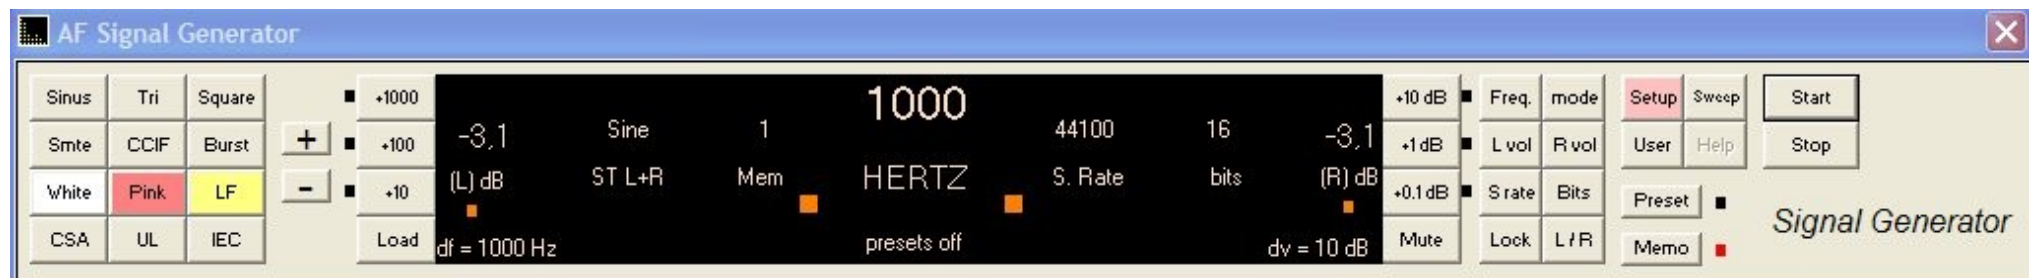 AF Signal Generator
Sinus Tri Square +1000 1000 +10 dB Freq. mode Setup Sweep Start
Smte CCIF Burst + +100 -3,1 Sine 1 44100 16 -3,1 +1 dB L vol R vol User Help Stop
White Pink LF - +10 (L) dB ST L+R Mem HERTZ S. Rate bits (R) dB +0.1 dB S rate Bits Preset
Signal Generator
CSA UL IEC Load df = 1000 Hz presets off dv = 10 dB Mute Lock L/R Memo